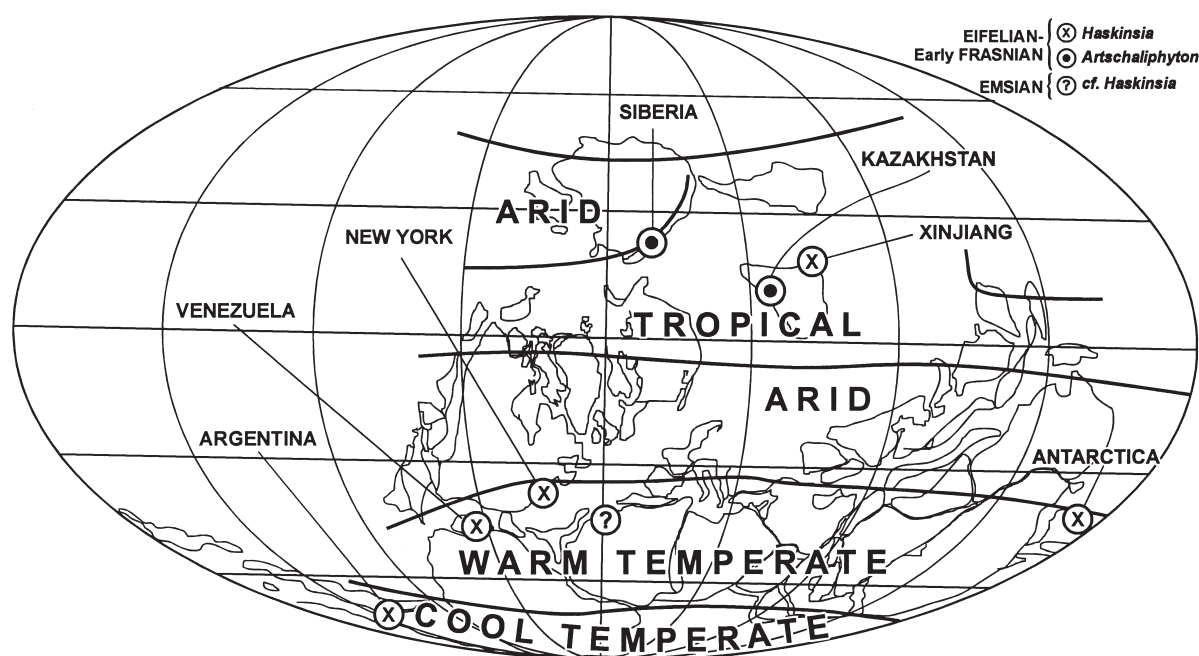 EIFELIAN-
Early FRASNIAN
X Haskinsia
Artschaliphyton
EMSIAN
? cf. Haskinsia
SIBERIA
KAZAKHSTAN
ARID
NEW YORK
XINJIANG
X
VENEZUELA
TROPICAL
ARID
ARGENTINA
ANTARCTICA
X
X
?
X
WARM TEMPERATE
X
COOL TEMPERATE